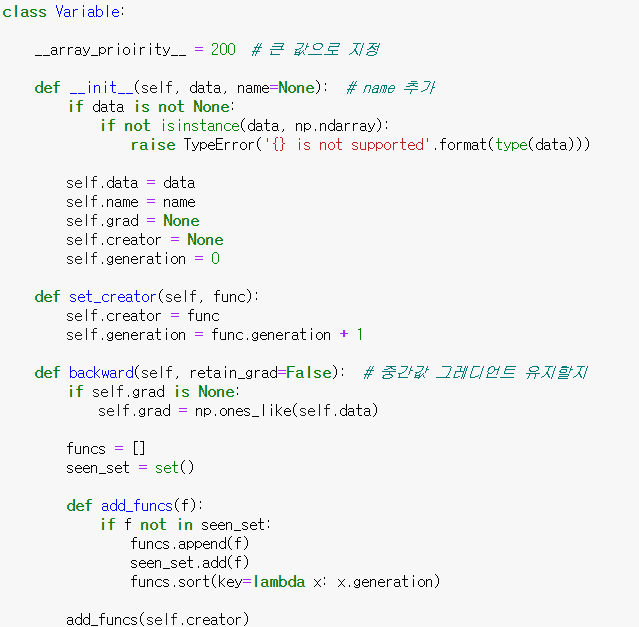 class Variable:
__array_prioirity__ = 200  # 큰 값으로 지정
def __init__(self, data, name=None):  # name 추가
if data is not None:
if not isinstance(data, np.ndarray):
raise TypeError('{} is not supported'.format(type(data)))
self.data = data
self.name = name
self.grad = None
self.creator = None
self.generation = 0
def set_creator(self, func):
self.creator = func
self.generation = func.generation + 1
def backward(self, retain_grad=False):  # 중간값 그레디언트 유지할지
if self.grad is None:
self.grad = np.ones_like(self.data)
funcs = []
seen_set = set()
def add_funcs(f):
if f not in seen_set:
funcs.append(f)
seen_set.add(f)
funcs.sort(key=lambda x: x.generation)
add_funcs(self.creator)